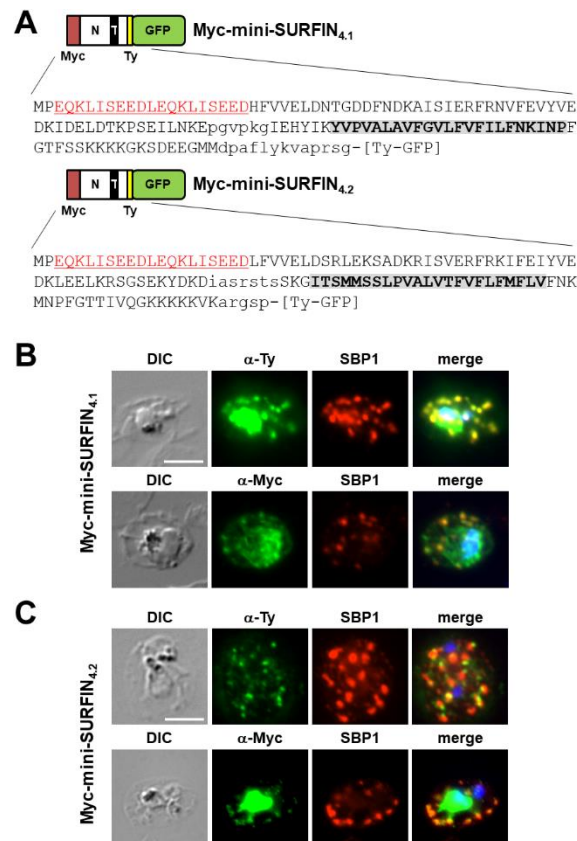 A
N T GFP Myc-mini-SURFIN4.1
Myc Ty
MPEQKLISEEDLEQKLISEEDHFVVELDNTGDDFNDKAISIERFRNVFEVYVE
DKIDELDTKPSEILNKEpgvpkgIEHYIKYVPVALAVFGVLFVFILFNKINPF
GTFSSKKKKGKSDEEGMMdpaflykvaprsg-[Ty-GFP]
N T GFP Myc-mini-SURFIN4.2
Myc Ty
MPEQKLISEEDLEQKLISEEDLFVVELDSRLEKSADKRISVERFRKIFEIYVE
DKLEELKRSGSEKYDKDiasrstsSKGITSMMSSLPVALVTFVFLFMFLVFNK
MNPFGTTIVQGKKKKKVKargsp-[Ty-GFP]
B
DIC α-Ty SBP1 merge
Myc-mini-SURFIN4.1
DIC α-Myc SBP1 merge
C
DIC α-Ty SBP1 merge
Myc-mini-SURFIN4.2
DIC α-Myc SBP1 merge